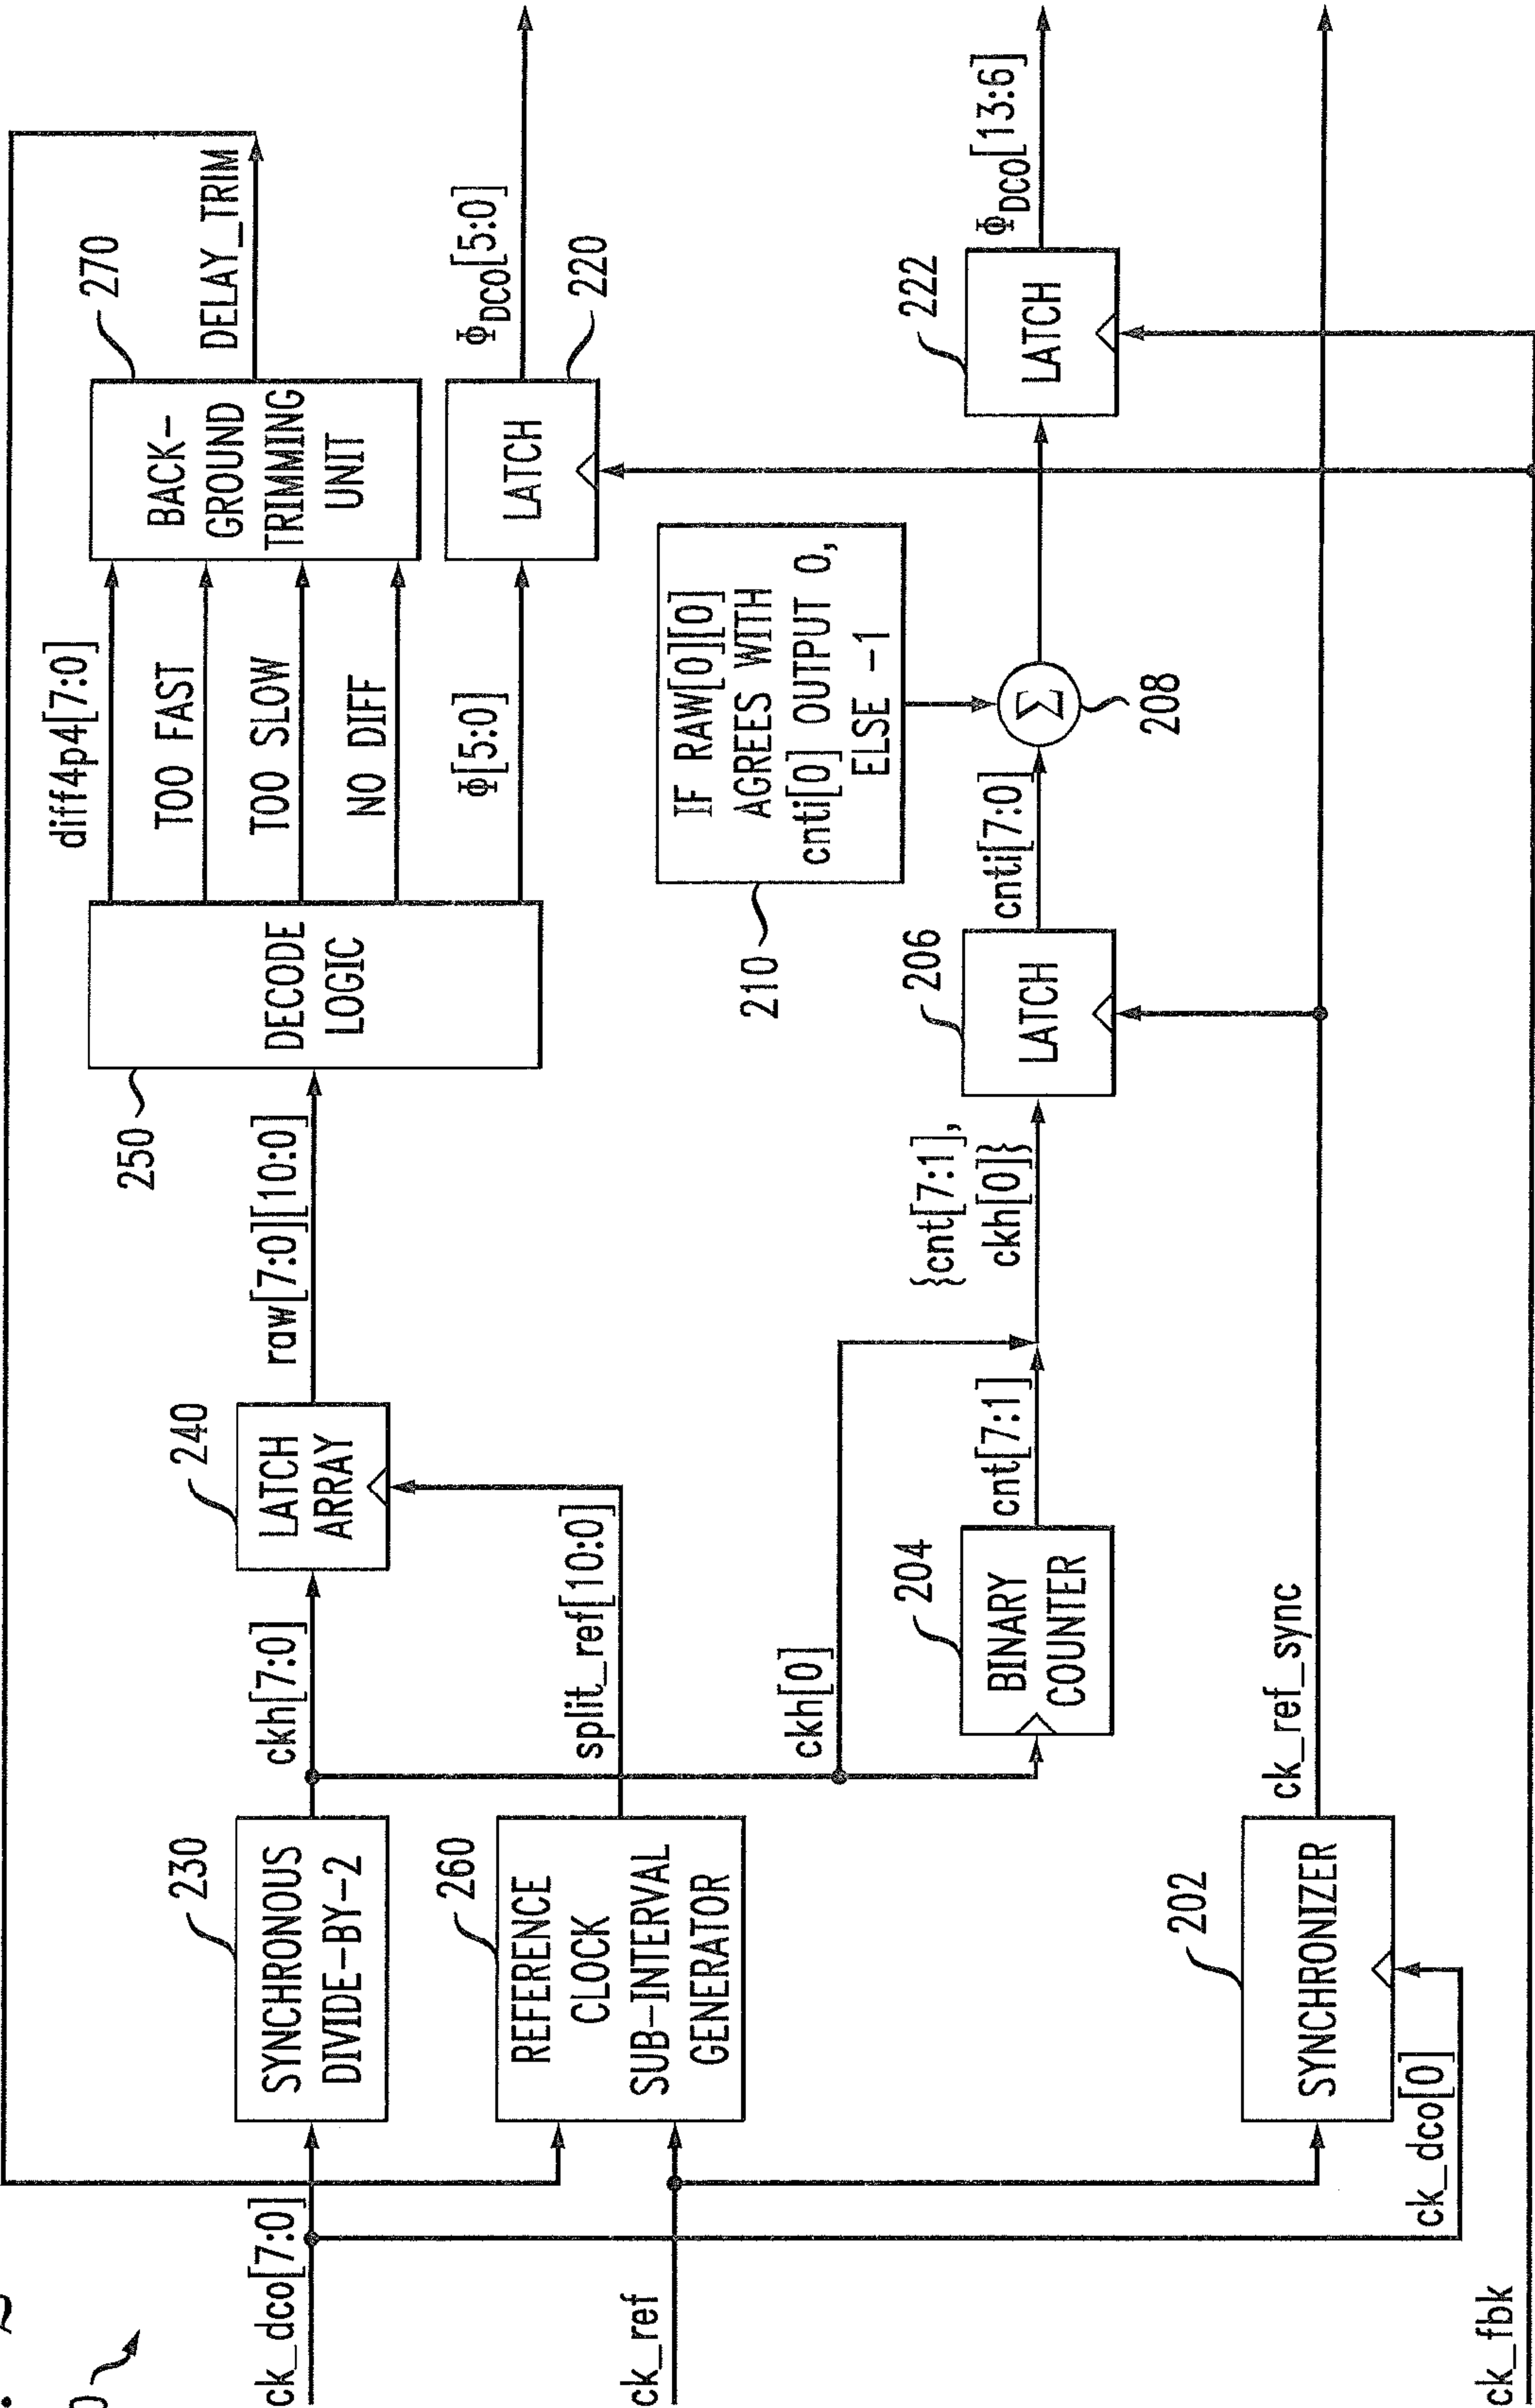 ck_dco[7:0]
ck_ref
ck_fbk
SYNCHRONOUS
DIVIDE-BY-2
230
REFERENCE
CLOCK
SUB-INTERVAL
GENERATOR
260
SYNCHRONIZER
202
ck_dco[0]
ckh[7:0]
split_ref[10:0]
ckh[0]
ck_ref_sync
LATCH
ARRAY
240
BINARY
COUNTER
204
raw[7:0][10:0]
cnt[7:1]
{cnt[7:1],
ckh[0]}
DECODE
LOGIC
250
LATCH
206
diff4p4[7:0]
TOO FAST
TOO SLOW
NO DIFF
Φ[5:0]
IF RAW[0][0]
AGREES WITH
cnti[0] OUTPUT 0,
ELSE -1
210
cnti[7:0]
Σ
208
BACK-
GROUND
TRIMMING
UNIT
270
LATCH
220
LATCH
222
DELAY_TRIM
ΦDCO[5:0]
ΦDCO[13:6]